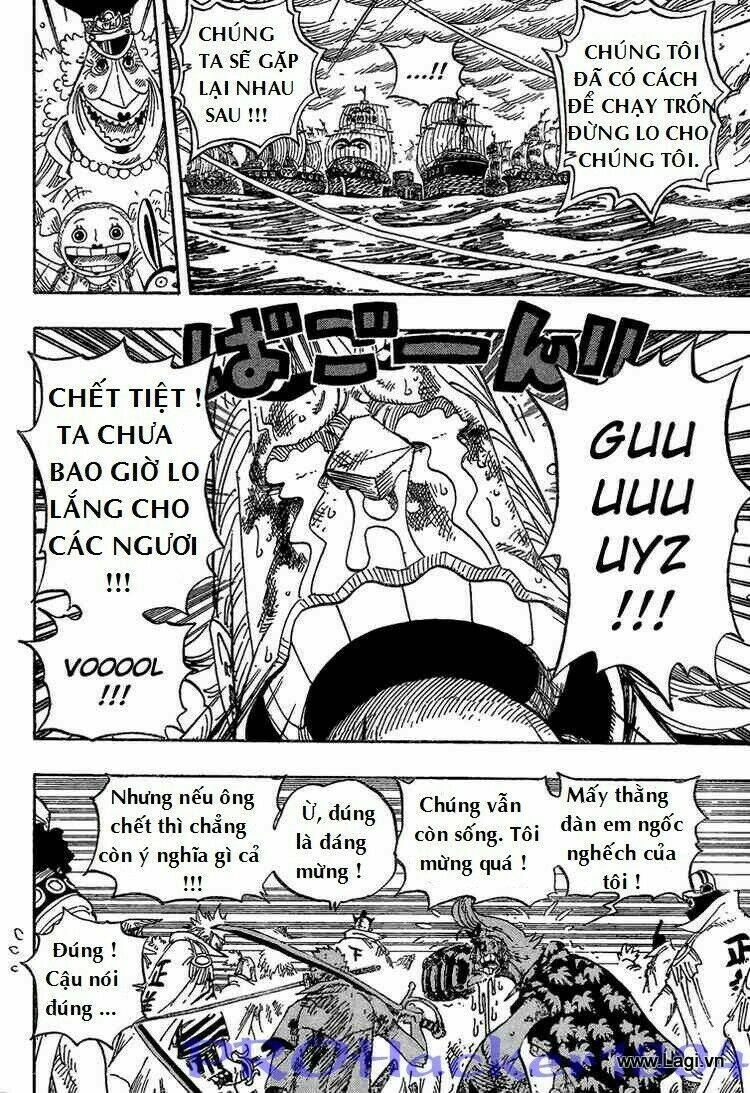 CHÚNG TÔI
ĐÃ CÓ CÁCH
ĐỂ CHẠY TRỐN
ĐỪNG LO CHO
CHÚNG TÔI.
...!!
CHÚNG
TA SẼ GẶP
LẠI NHAU
SAU !!!
ばごーん
GUU
UUU
UYZ
!!!
CHẾT TIỆT !
TA CHƯA
BAO GIỜ LO
LẮNG CHO
CÁC NGƯƠI
!!!
VOOOOL
!!!
Mấy thằng
đàn em ngốc
nghếch của
tôi !
Chúng vẫn
còn sống. Tôi
mừng quá !
Ừ, đúng
là đáng
mừng !
Nhưng nếu ông
chết thì chẳng
còn ý nghĩa gì cả
!!!
Đúng !
Cậu nói
đúng ...
正
www.Lagi.vn